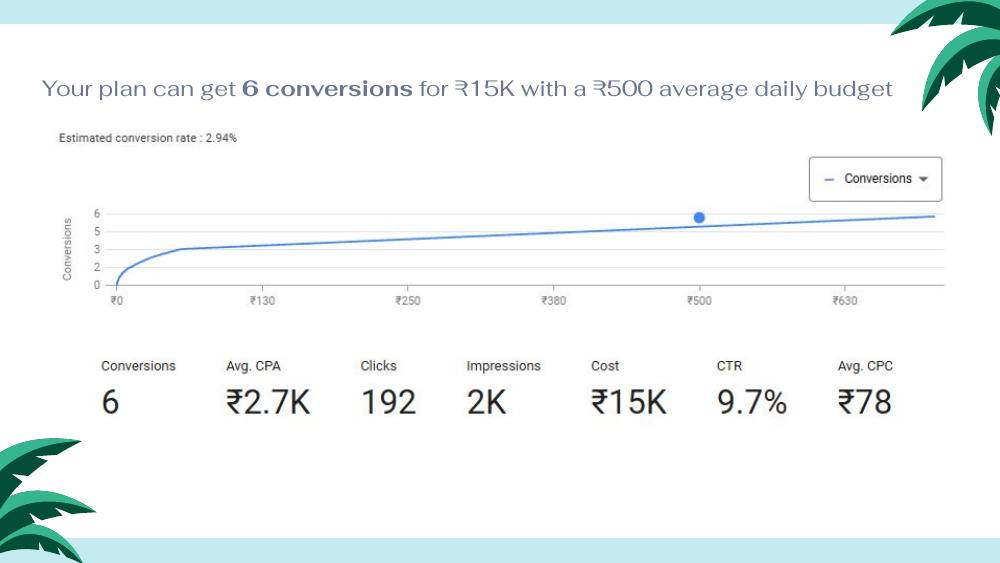 Your plan can get 6 conversions for ₹15K with a ₹500 average daily budget
Estimated conversion rate : 2.94%
Conversions
Conversions
6
5
3
2
0
₹0 ₹130 ₹250 ₹380 ₹500 ₹630
Conversions Avg. CPA Clicks Impressions Cost CTR Avg. CPC
6 ₹2.7K 192 2K ₹15K 9.7% ₹78